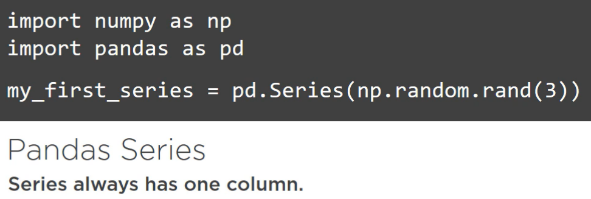 import numpy as np
import pandas as pd
my_first_series = pd.Series(np.random.rand(3))
Pandas Series
Series always has one column.